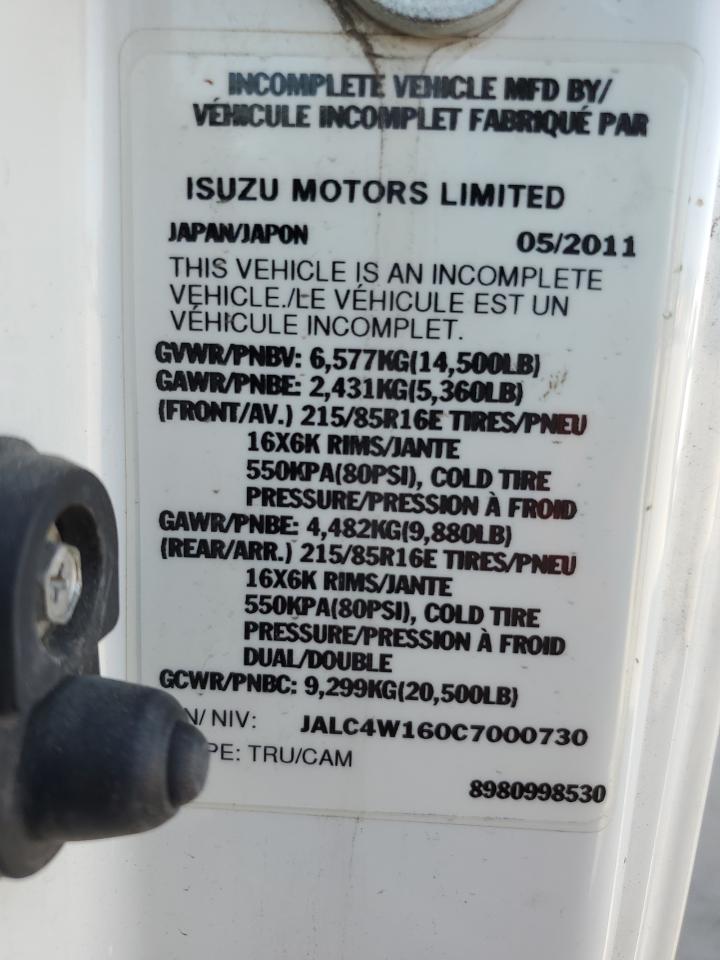 INCOMPLETE VEHICLE MFD BY/
VÉHICULE INCOMPLET FABRIQUÉ PAR
ISUZU MOTORS LIMITED
JAPAN/JAPON 05/2011
THIS VEHICLE IS AN INCOMPLETE
VEHICLE./LE VÉHICULE EST UN
VÉHICULE INCOMPLET.
GVWR/PNBV: 6,577KG(14,500LB)
GAWR/PNBE: 2,431KG(5,360LB)
(FRONT/AV.) 215/85R16E TIRES/PNEU
16X6K RIMS/JANTE
550KPA(80PSI), COLD TIRE
PRESSURE/PRESSION À FROID
GAWR/PNBE: 4,482KG(9,880LB)
(REAR/ARR.) 215/85R16E TIRES/PNEU
16X6K RIMS/JANTE
550KPA(80PSI), COLD TIRE
PRESSURE/PRESSION À FROID
DUAL/DOUBLE
GCWR/PNBC: 9,299KG(20,500LB)
N/ NIV: JALC4W160C7000730
PE: TRU/CAM
8980998530